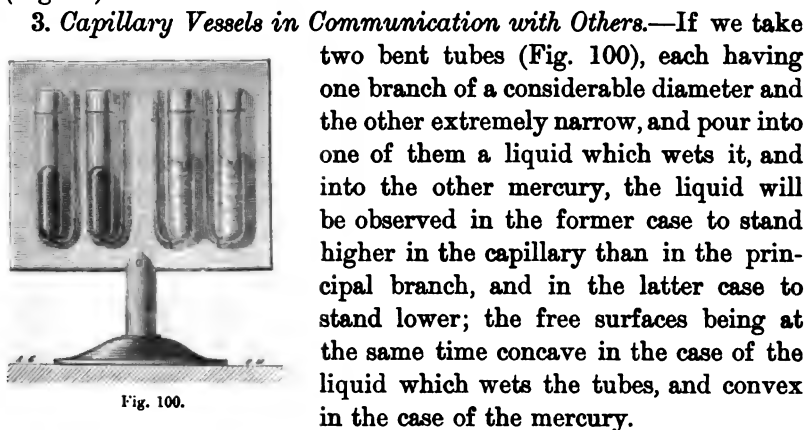 3. Capillary Vessels in Communication with Others.—If we take
two bent tubes (Fig. 100), each having
one branch of a considerable diameter and
the other extremely narrow, and pour into
one of them a liquid which wets it, and
into the other mercury, the liquid will
be observed in the former case to stand
higher in the capillary than in the prin-
cipal branch, and in the latter case to
stand lower; the free surfaces being at
the same time concave in the case of the
liquid which wets the tubes, and convex
in the case of the mercury.
Fig. 100.